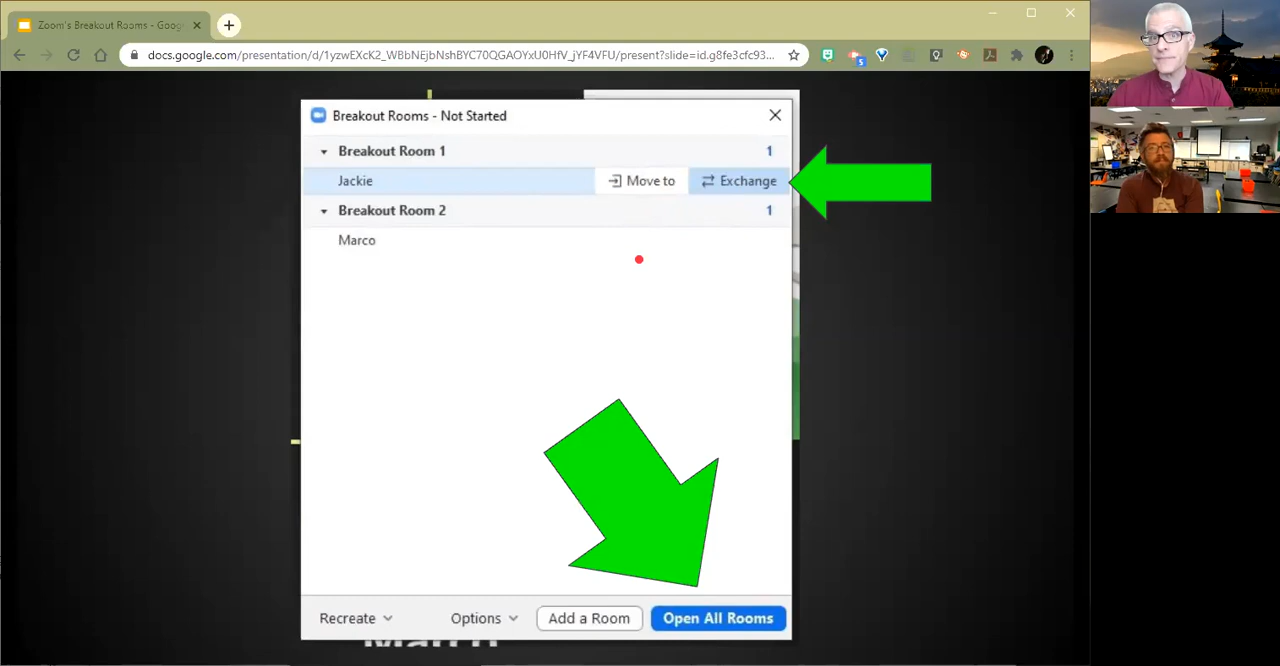 Zoom's Breakout Rooms - Goog
docs.google.com/presentation/d/1yzwEXcK2_WBbNEjbNshBYC70QGAOYxU0HfV_jYF4VFU/present?slide=id.g8fe3cfc93...
5
Breakout Rooms - Not Started
Breakout Room 1 1
Jackie Move to Exchange
Breakout Room 2 1
Marco
Recreate Options Add a Room Open All Rooms